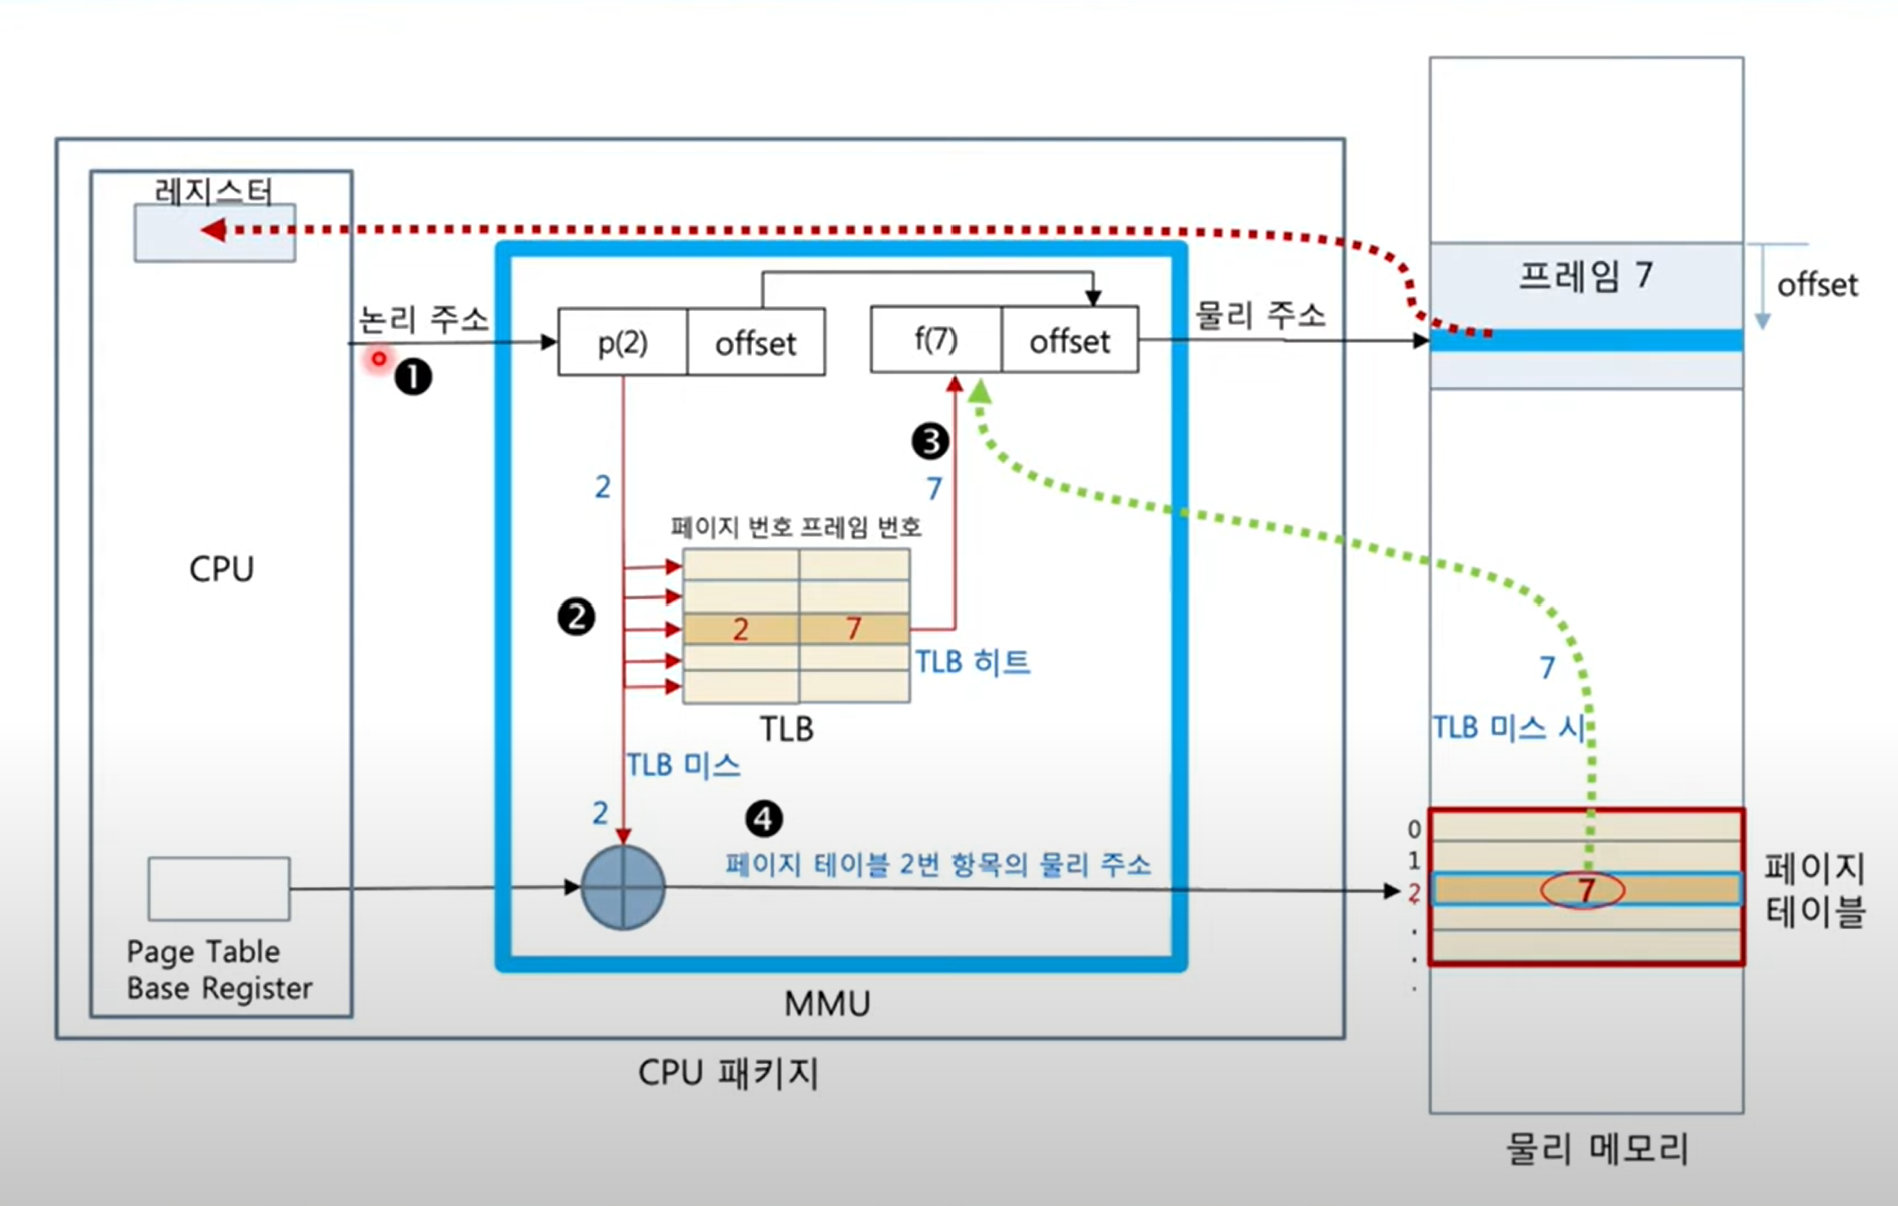 레지스터
프레임 7
offset
논리 주소
❶
p(2)
offset
f(7)
offset
물리 주소
❸
2
7
페이지 번호 프레임 번호
CPU
❷
2
7
TLB 히트
TLB
7
TLB 미스 시
TLB 미스
2
❹
페이지 테이블 2번 항목의 물리 주소
0
1
2
7
페이지
테이블
.
.
.
Page Table
Base Register
MMU
CPU 패키지
물리 메모리